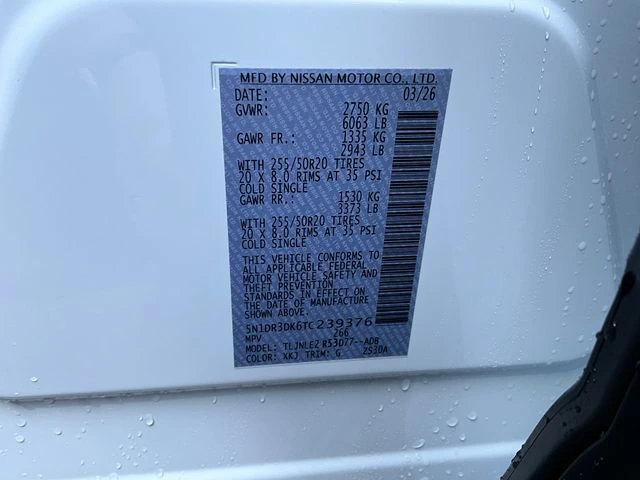 MFD BY NISSAN MOTOR CO., LTD.
DATE: 03/26
GVWR: 2750 KG
6063 LB
GAWR FR.: 1335 KG
2943 LB
WITH 255/50R20 TIRES
20 X 8.0 RIMS AT 35 PSI
COLD SINGLE
GAWR RR.: 1530 KG
3373 LB
WITH 255/50R20 TIRES
20 X 8.0 RIMS AT 35 PSI
COLD SINGLE
THIS VEHICLE CONFORMS TO
ALL APPLICABLE FEDERAL
MOTOR VEHICLE SAFETY AND
THEFT PREVENTION
STANDARDS IN EFFECT ON
THE DATE OF MANUFACTURE
SHOWN ABOVE.
5N1DR3DK6TC239376
MPV 266
MODEL: TLJNLEZ R53D77--ADB
COLOR: XKJ TRIM: G ZS3DA